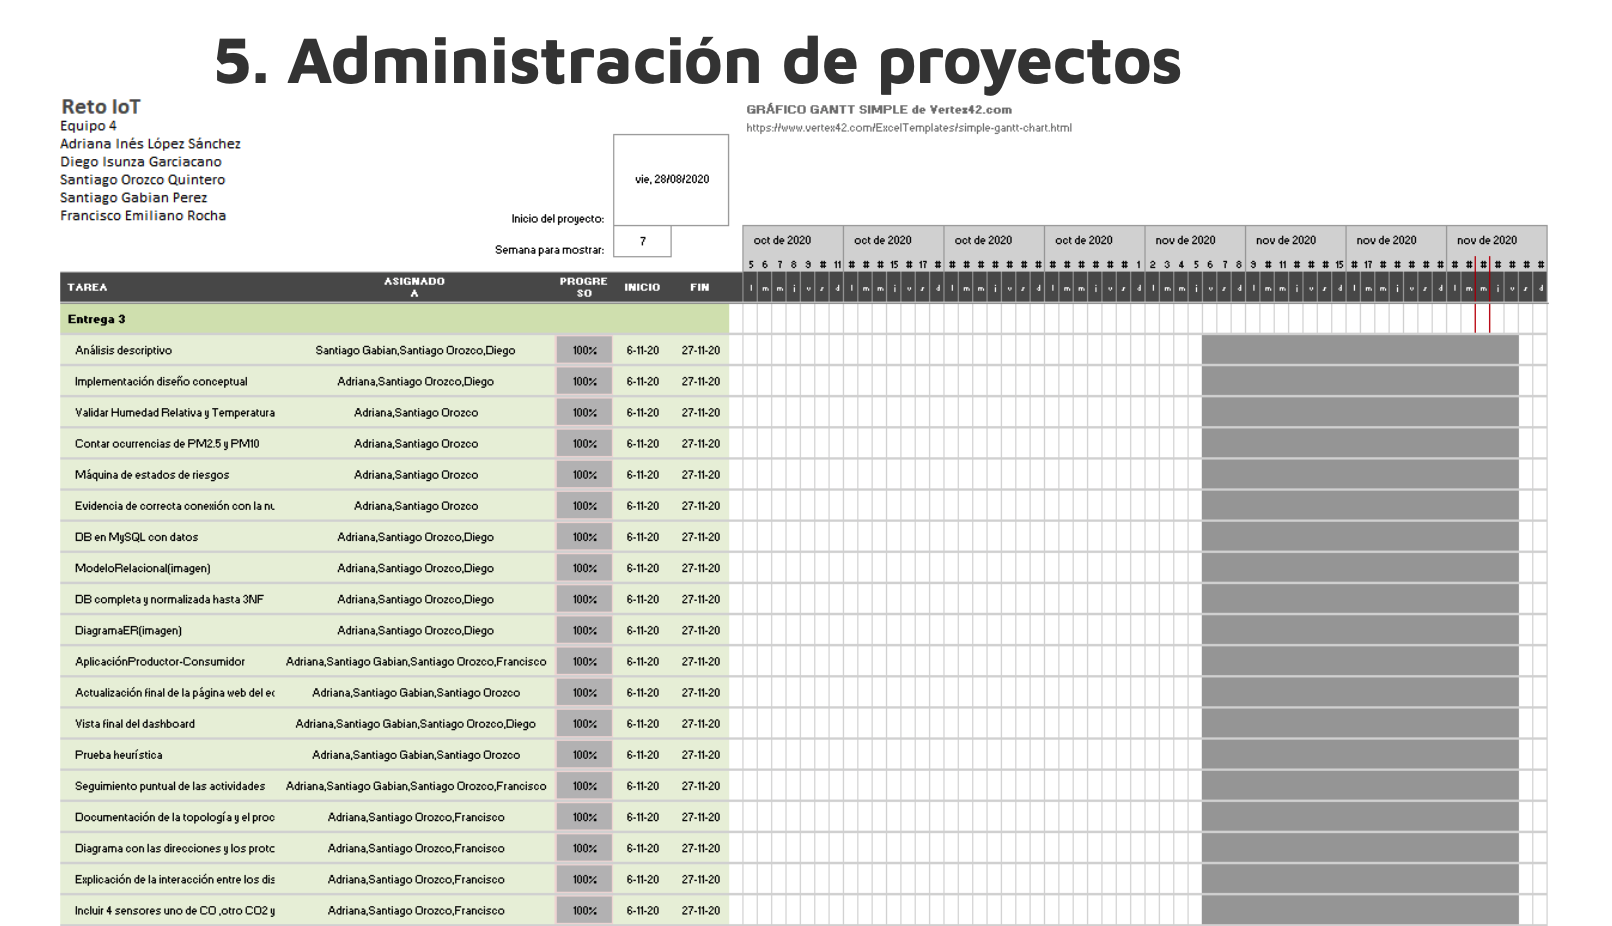 5. Administración de proyectos
Reto IoT
Equipo 4
Adriana Inés López Sánchez
Diego Isunza Garciacano
Santiago Orozco Quintero
Santiago Gabian Perez
Francisco Emiliano Rocha
GRÁFICO GANTT SIMPLE de Vertex42.com
https://www.vertex42.com/ExcelTemplates/simple-gantt-chart.html
Inicio del proyecto: vie, 28/08/2020
Semana para mostrar: 7
oct de 2020 oct de 2020 oct de 2020 oct de 2020 nov de 2020 nov de 2020 nov de 2020 nov de 2020
5 6 7 8 9 # 11 # # # 15 # 17 # # # # # # # # # # # # # # 1 2 3 4 5 6 7 8 9 # 11 # # # 15 # 17 # # # # # # # # # # # #
TAREA ASIGNADO A PROGRESO INICIO FIN l m m j v s d l m m j v s d l m m j v s d l m m j v s d l m m j v s d l m m j v s d l m m j v s d l m m j v s d
Entrega 3
Análisis descriptivo Santiago Gabian,Santiago Orozco,Diego 100% 6-11-20 27-11-20
Implementación diseño conceptual Adriana,Santiago Orozco,Diego 100% 6-11-20 27-11-20
Validar Humedad Relativa y Temperatura Adriana,Santiago Orozco 100% 6-11-20 27-11-20
Contar ocurrencias de PM2.5 y PM10 Adriana,Santiago Orozco 100% 6-11-20 27-11-20
Máquina de estados de riesgos Adriana,Santiago Orozco 100% 6-11-20 27-11-20
Evidencia de correcta conexión con la nu Adriana,Santiago Orozco 100% 6-11-20 27-11-20
DB en MySQL con datos Adriana,Santiago Orozco,Diego 100% 6-11-20 27-11-20
ModeloRelacional(imagen) Adriana,Santiago Orozco,Diego 100% 6-11-20 27-11-20
DB completa y normalizada hasta 3NF Adriana,Santiago Orozco,Diego 100% 6-11-20 27-11-20
DiagramaER(imagen) Adriana,Santiago Orozco,Diego 100% 6-11-20 27-11-20
AplicaciónProductor-Consumidor Adriana,Santiago Gabian,Santiago Orozco,Francisco 100% 6-11-20 27-11-20
Actualización final de la página web del ec Adriana,Santiago Gabian,Santiago Orozco 100% 6-11-20 27-11-20
Vista final del dashboard Adriana,Santiago Gabian,Santiago Orozco,Diego 100% 6-11-20 27-11-20
Prueba heurística Adriana,Santiago Gabian,Santiago Orozco 100% 6-11-20 27-11-20
Seguimiento puntual de las actividades Adriana,Santiago Gabian,Santiago Orozco,Francisco 100% 6-11-20 27-11-20
Documentación de la topología y el proc Adriana,Santiago Orozco,Francisco 100% 6-11-20 27-11-20
Diagrama con las direcciones y los protc Adriana,Santiago Orozco,Francisco 100% 6-11-20 27-11-20
Explicación de la interacción entre los dis Adriana,Santiago Orozco,Francisco 100% 6-11-20 27-11-20
Incluir 4 sensores uno de CO ,otro CO2 y Adriana,Santiago Orozco,Francisco 100% 6-11-20 27-11-20